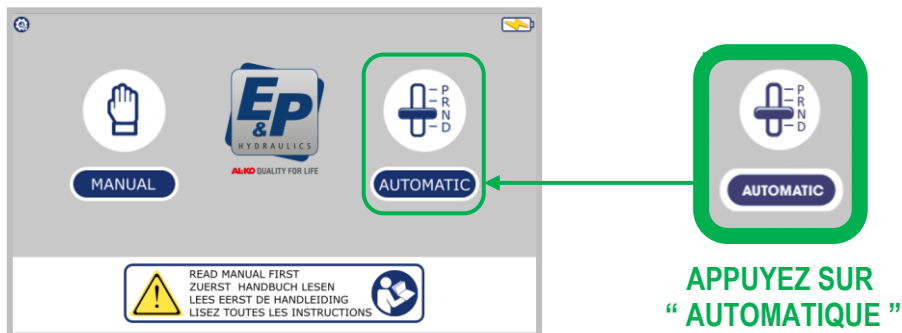 E&P
HYDRAULICS
AL-KO QUALITY FOR LIFE
MANUAL
P
R
N
D
AUTOMATIC
READ MANUAL FIRST
ZUERST HANDBUCH LESEN
LEES EERST DE HANDLEIDING
LISEZ TOUTES LES INSTRUCTIONS
P
R
N
D
AUTOMATIC
APPUYEZ SUR
“ AUTOMATIQUE ”